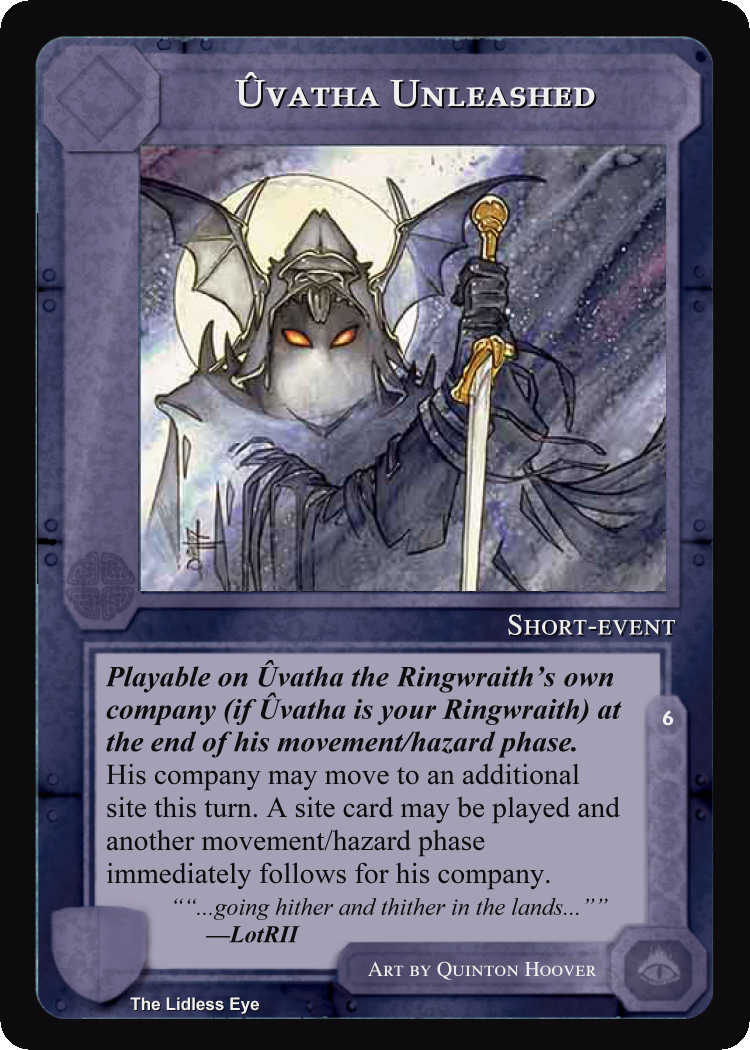 Ûvatha Unleashed
Short-event
Playable on Ûvatha the Ringwraith’s own
company (if Ûvatha is your Ringwraith) at
the end of his movement/hazard phase.
His company may move to an additional
site this turn. A site card may be played and
another movement/hazard phase
immediately follows for his company.
““...going hither and thither in the lands...””
—LotRII
6
Art by Quinton Hoover
The Lidless Eye